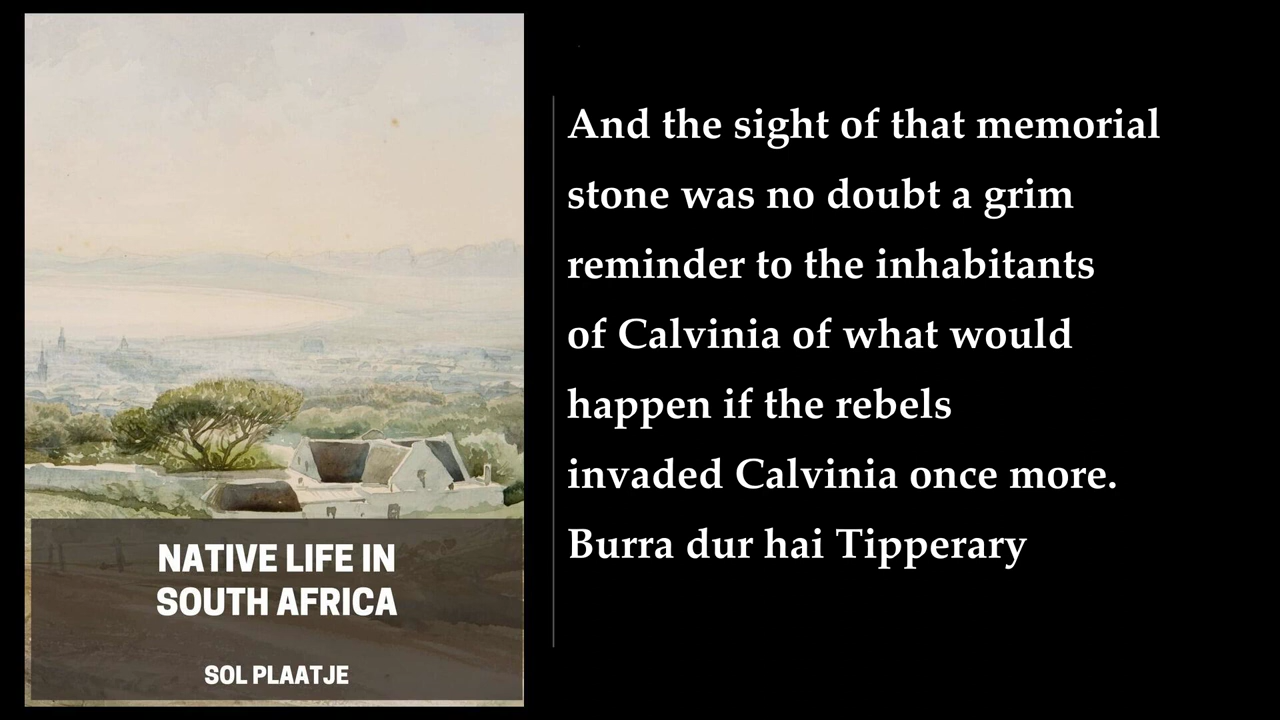 NATIVE LIFE IN
SOUTH AFRICA
SOL PLAATJE
And the sight of that memorial
stone was no doubt a grim
reminder to the inhabitants
of Calvinia of what would
happen if the rebels
invaded Calvinia once more.
Burra dur hai Tipperary